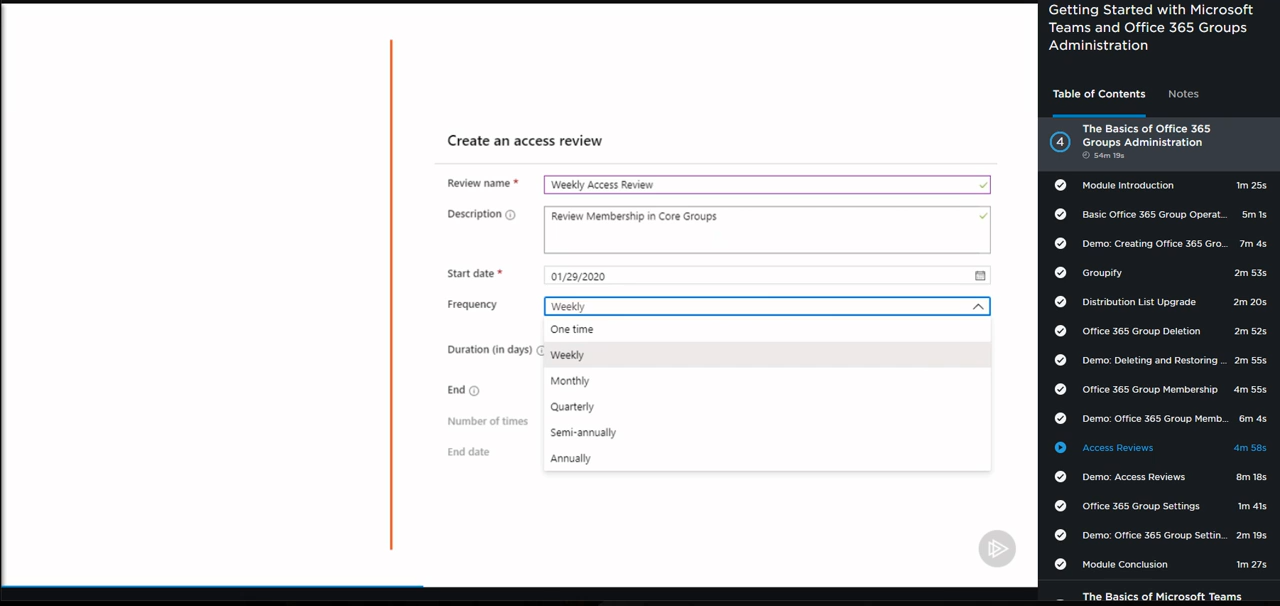 Create an access review
Review name *
Weekly Access Review
Description
Review Membership in Core Groups
Start date *
01/29/2020
Frequency
Weekly
One time
Duration (in days)
Weekly
Monthly
End
Quarterly
Number of times
Semi-annually
End date
Annually
Getting Started with Microsoft
Teams and Office 365 Groups
Administration
Table of Contents Notes
4
The Basics of Office 365
Groups Administration
54m 19s
Module Introduction 1m 25s
Basic Office 365 Group Operat... 5m 1s
Demo: Creating Office 365 Gro... 7m 4s
Groupify 2m 53s
Distribution List Upgrade 2m 20s
Office 365 Group Deletion 2m 52s
Demo: Deleting and Restoring ... 2m 55s
Office 365 Group Membership 4m 55s
Demo: Office 365 Group Memb... 6m 4s
Access Reviews 4m 58s
Demo: Access Reviews 8m 18s
Office 365 Group Settings 1m 41s
Demo: Office 365 Group Settin... 2m 19s
Module Conclusion 1m 27s
The Basics of Microsoft Teams